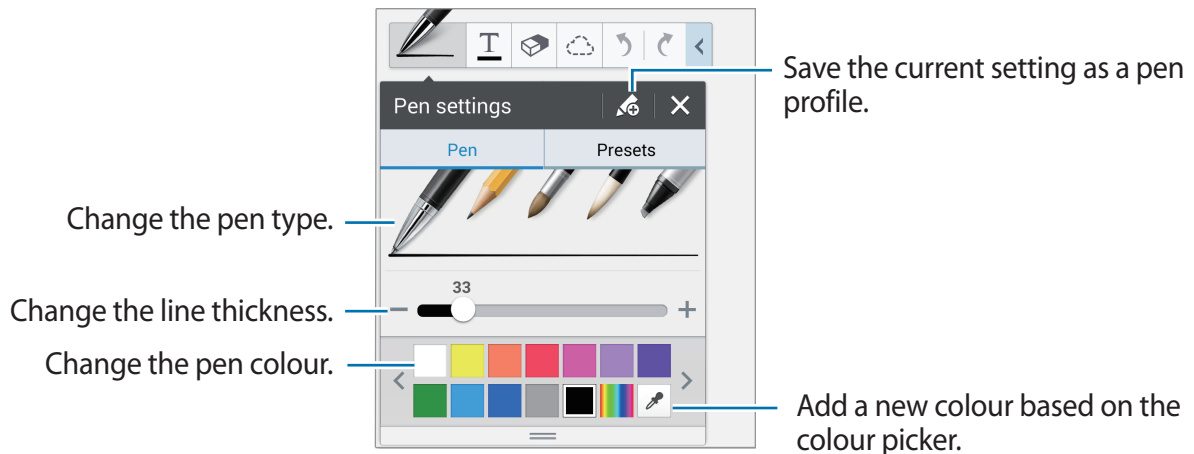 T
Save the current setting as a pen
profile.
Pen settings
Pen
Presets
Change the pen type.
33
Change the line thickness.
Change the pen colour.
Add a new colour based on the
colour picker.